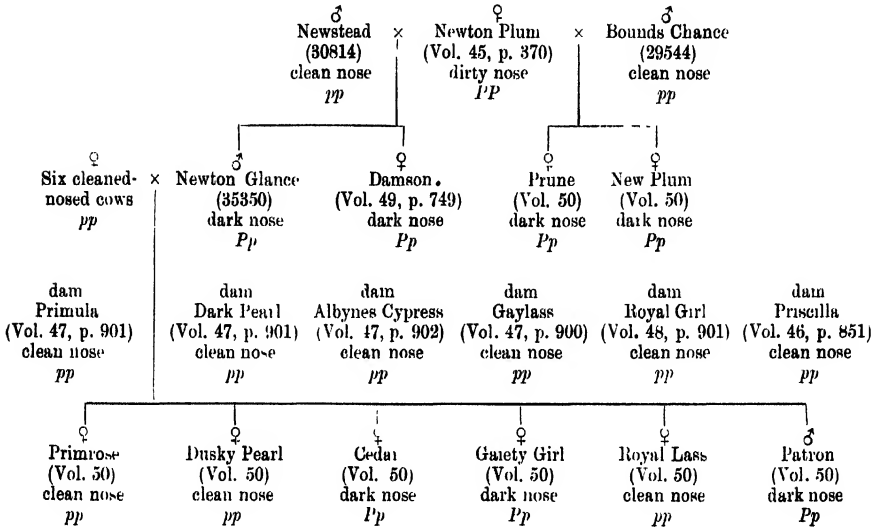 ♂ ♀ ♂
Newstead × Newton Plum × Bounds Chance
(30814) (Vol. 45, p. 370) (29544)
clean nose dirty nose clean nose
pp PP pp
♀ ♂ ♀ ♀ ♀
Six cleaned- × Newton Glance Damson. Prune New Plum
nosed cows (35350) (Vol. 49, p. 749) (Vol. 50) (Vol. 50)
pp dark nose dark nose dark nose dark nose
Pp Pp Pp Pp
dam dam dam dam dam dam
Primula Dark Pearl Albynes Cypress Gaylass Royal Girl Priscilla
(Vol. 47, p. 901) (Vol. 47, p. 901) (Vol. 47, p. 902) (Vol. 47, p. 900) (Vol. 48, p. 901) (Vol. 46, p. 851)
clean nose clean nose clean nose clean nose clean nose clean nose
pp pp pp pp pp pp
♀ ♀ ♀ ♀ ♀ ♂
Primrose Dusky Pearl Cedar Gaiety Girl Royal Lass Patron
(Vol. 50) (Vol. 50) (Vol. 50) (Vol. 50) (Vol. 50) (Vol. 50)
clean nose clean nose dark nose dark nose clean nose dark nose
pp pp Pp Pp pp Pp